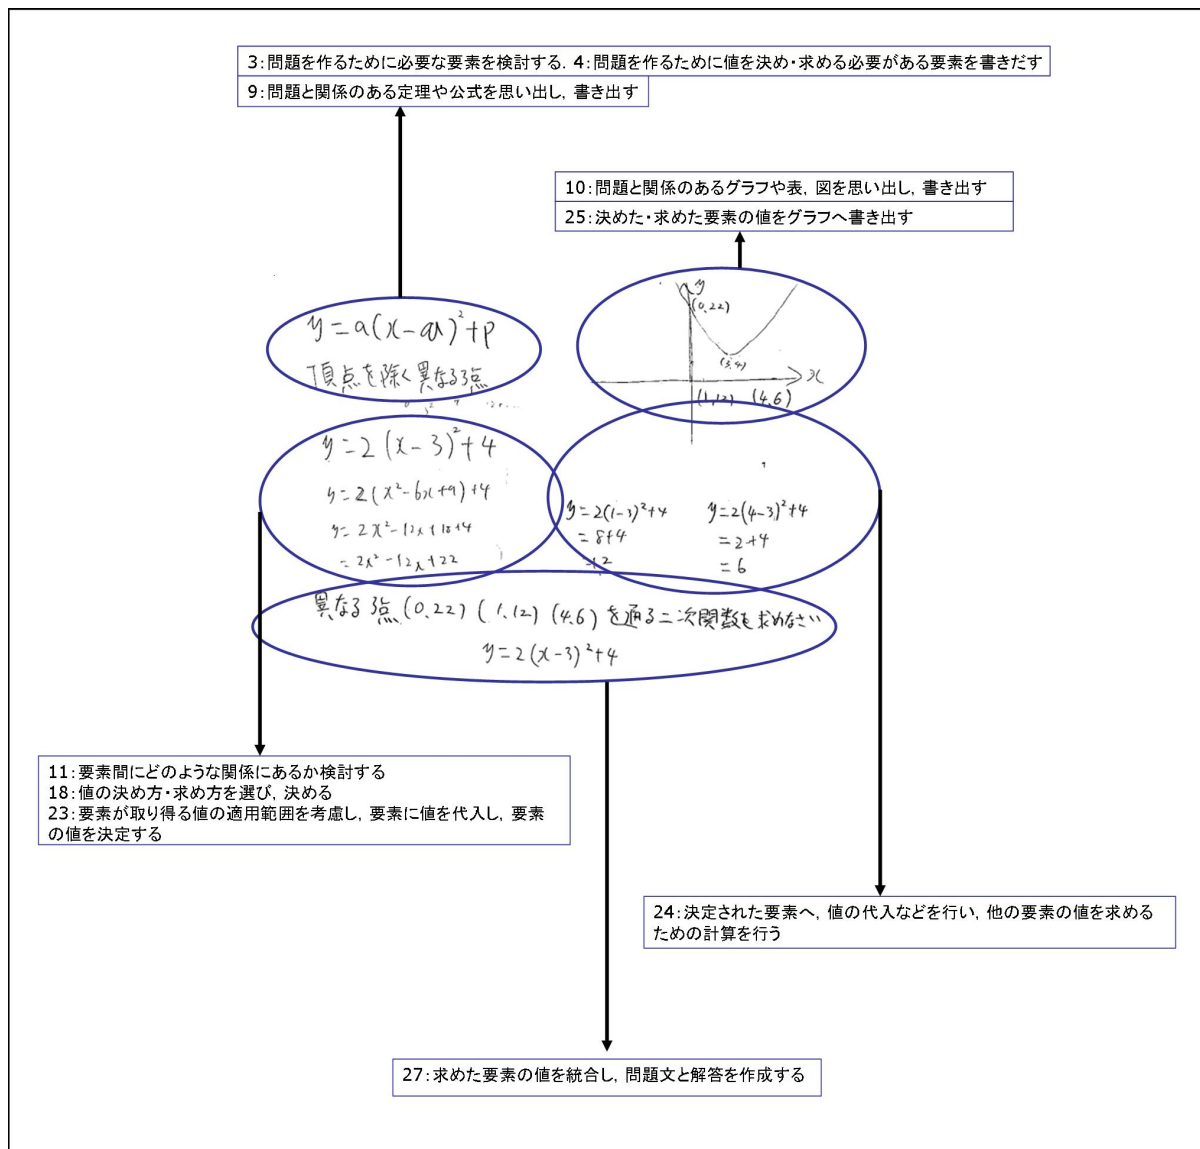 3:問題を作るために必要な要素を検討する. 4:問題を作るために値を決め・求める必要がある要素を書きだす
9:問題と関係のある定理や公式を思い出し, 書き出す
10:問題と関係のあるグラフや表, 図を思い出し, 書き出す
25:決めた・求めた要素の値をグラフへ書き出す
y
(0,22)
(3,4)
x
(1,12) (4,6)
頂点を除く異なる3点
y=2(x-3)²+4
y=2(x²-6x+9)+4
y=2x²-12x+18+4
=2x²-12x+22
y=2(1-3)²+4
=8+4
=12
y=2(4-3)²+4
=2+4
=6
異なる3点(0,22) (1,12) (4,6)を通る二次関数を求めなさい
y=2(x-3)²+4
11:要素間にどのような関係にあるか検討する
18:値の決め方・求め方を選び, 決める
23:要素が取り得る値の適用範囲を考慮し, 要素に値を代入し, 要素
の値を決定する
24:決定された要素へ, 値の代入などを行い, 他の要素の値を求める
ための計算を行う
27:求めた要素の値を統合し, 問題文と解答を作成する